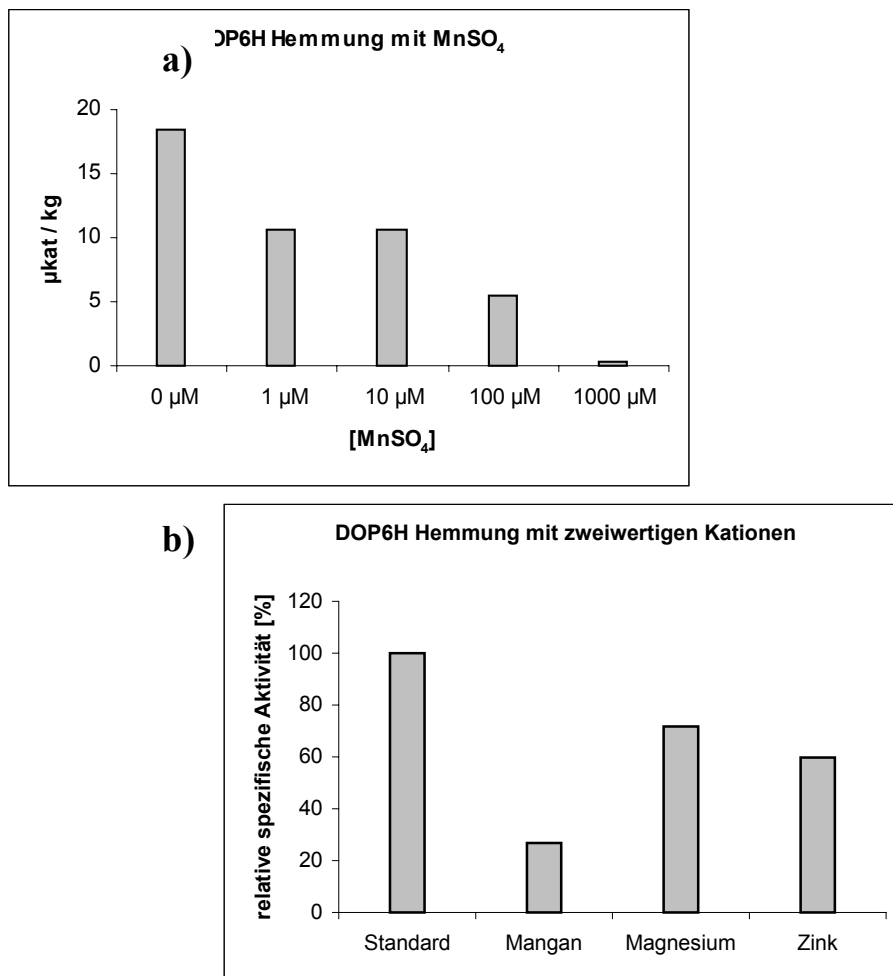 a)
OP6H Hemmung mit MnSO₄
20
15
10
5
0
µkat / kg
0 µM 1 µM 10 µM 100 µM 1000 µM
[MnSO₄]
b)
DOP6H Hemmung mit zweiwertigen Kationen
120
100
80
60
40
20
0
relative spezifische Aktivität [%]
Standard Mangan Magnesium Zink